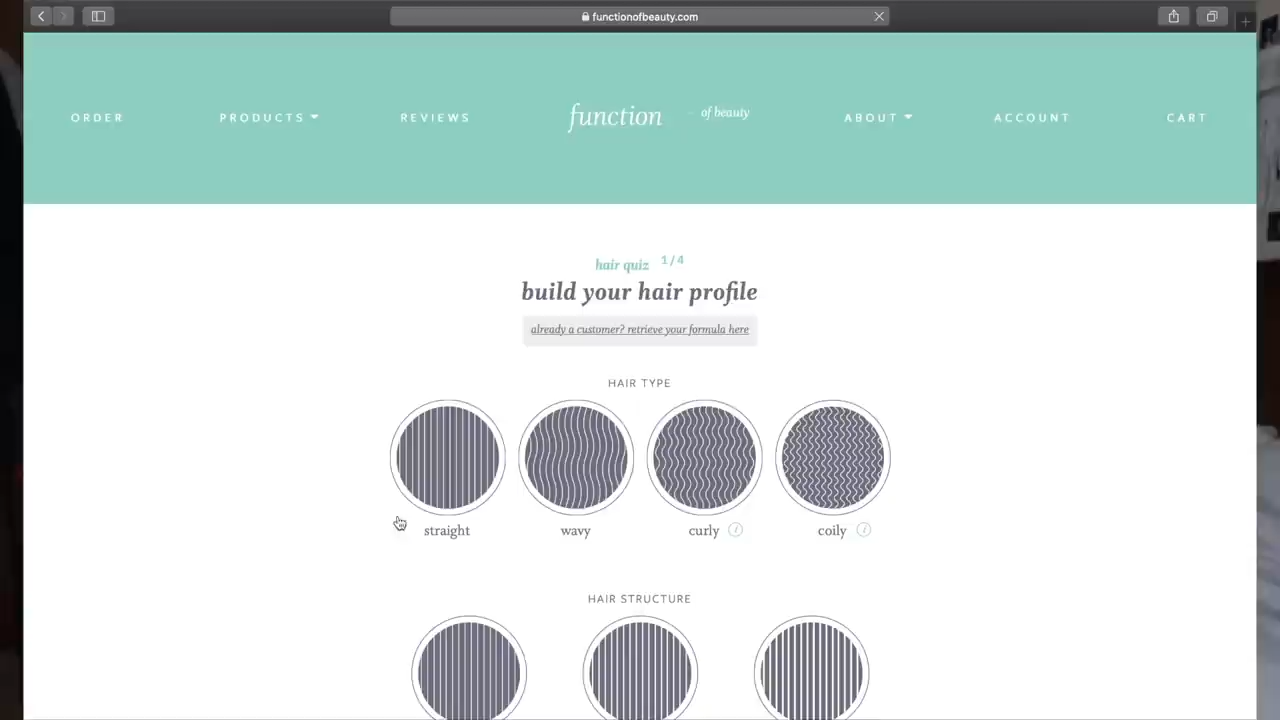 functionofbeauty.com
ORDER
PRODUCTS
REVIEWS
function of beauty
ABOUT
ACCOUNT
CART
hair quiz 1/4
build your hair profile
already a customer? retrieve your formula here
HAIR TYPE
straight
wavy
curly i
coily i
HAIR STRUCTURE